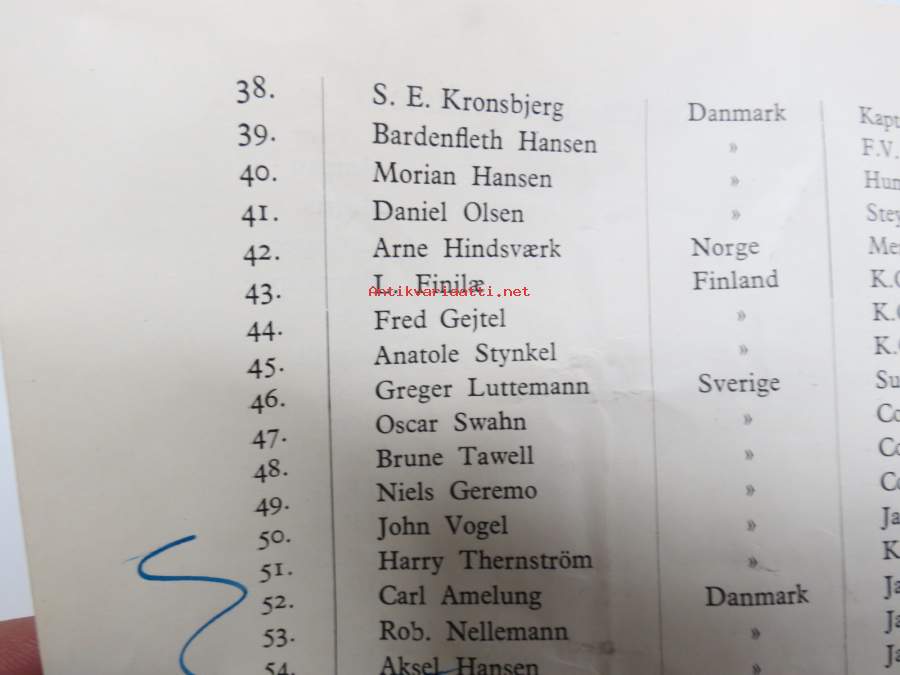 38. S. E. Kronsbjerg Danmark
39. Bardenfleth Hansen » F.V.
40. Morian Hansen »
41. Daniel Olsen »
42. Arne Hindsværk Norge
43. L. Finilæ Finland
Antikvariaatti.net
44. Fred Gejtel »
45. Anatole Stynkel »
46. Greger Luttemann Sverige
47. Oscar Swahn »
48. Brune Tawell »
49. Niels Geremo »
50. John Vogel »
51. Harry Thernström »
52. Carl Amelung Danmark
53. Rob. Nellemann »
54. Aksel Hansen »